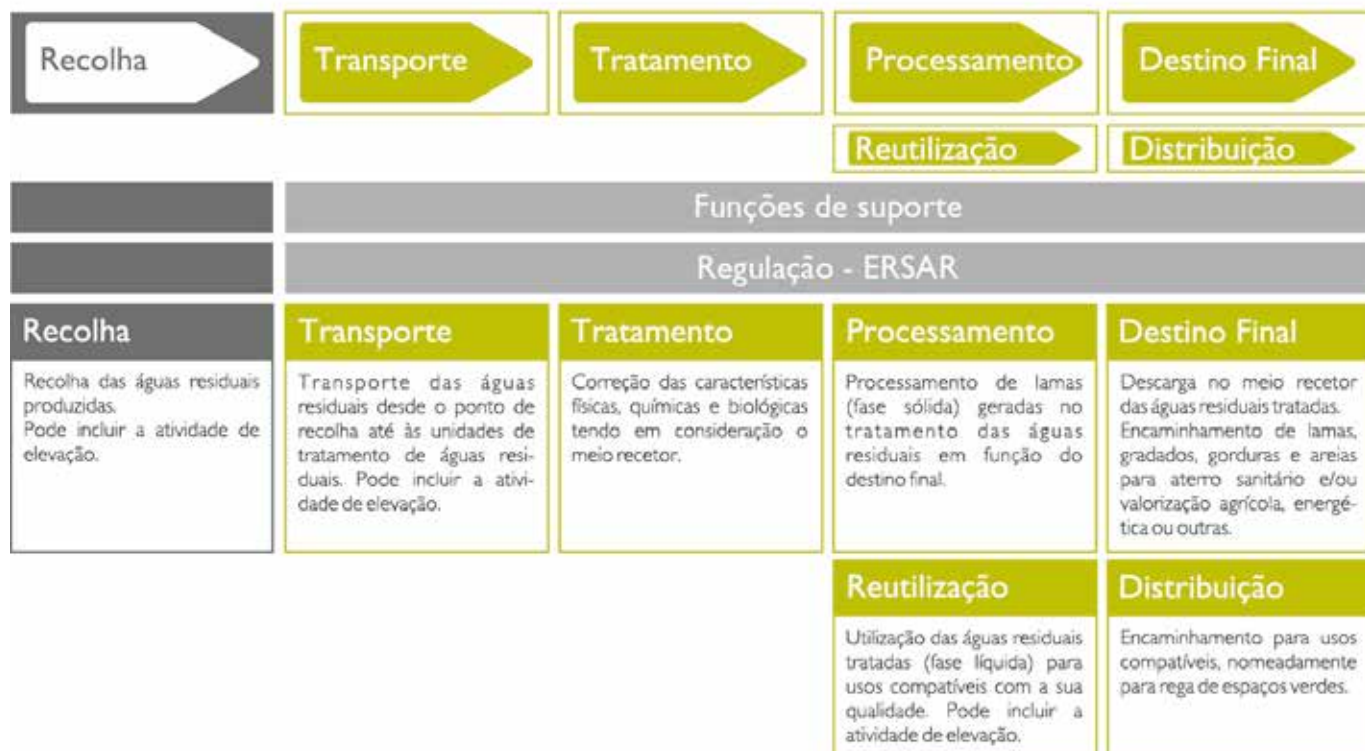 Recolha
Transporte
Tratamento
Processamento
Destino Final
Reutilização
Distribuição
Funções de suporte
Regulação - ERSAR
Recolha
Recolha das águas residuais
produzidas.
Pode incluir a atividade de
elevação.
Transporte
Transporte das águas
residuais desde o ponto de
recolha até às unidades de
tratamento de águas resi-
duais. Pode incluir a ativi-
dade de elevação.
Tratamento
Correção das características
físicas, químicas e biológicas
tendo em consideração o
meio recetor.
Processamento
Processamento de lamas
(fase sólida) geradas no
tratamento das águas
residuais em função do
destino final.
Destino Final
Descarga no meio recetor
das águas residuais tratadas.
Encaminhamento de lamas,
gradados, gorduras e areias
para aterro sanitário e/ou
valorização agrícola, energé-
tica ou outras.
Reutilização
Utilização das águas residuais
tratadas (fase líquida) para
usos compatíveis com a sua
qualidade. Pode incluir a
atividade de elevação.
Distribuição
Encaminhamento para usos
compatíveis, nomeadamente
para rega de espaços verdes.